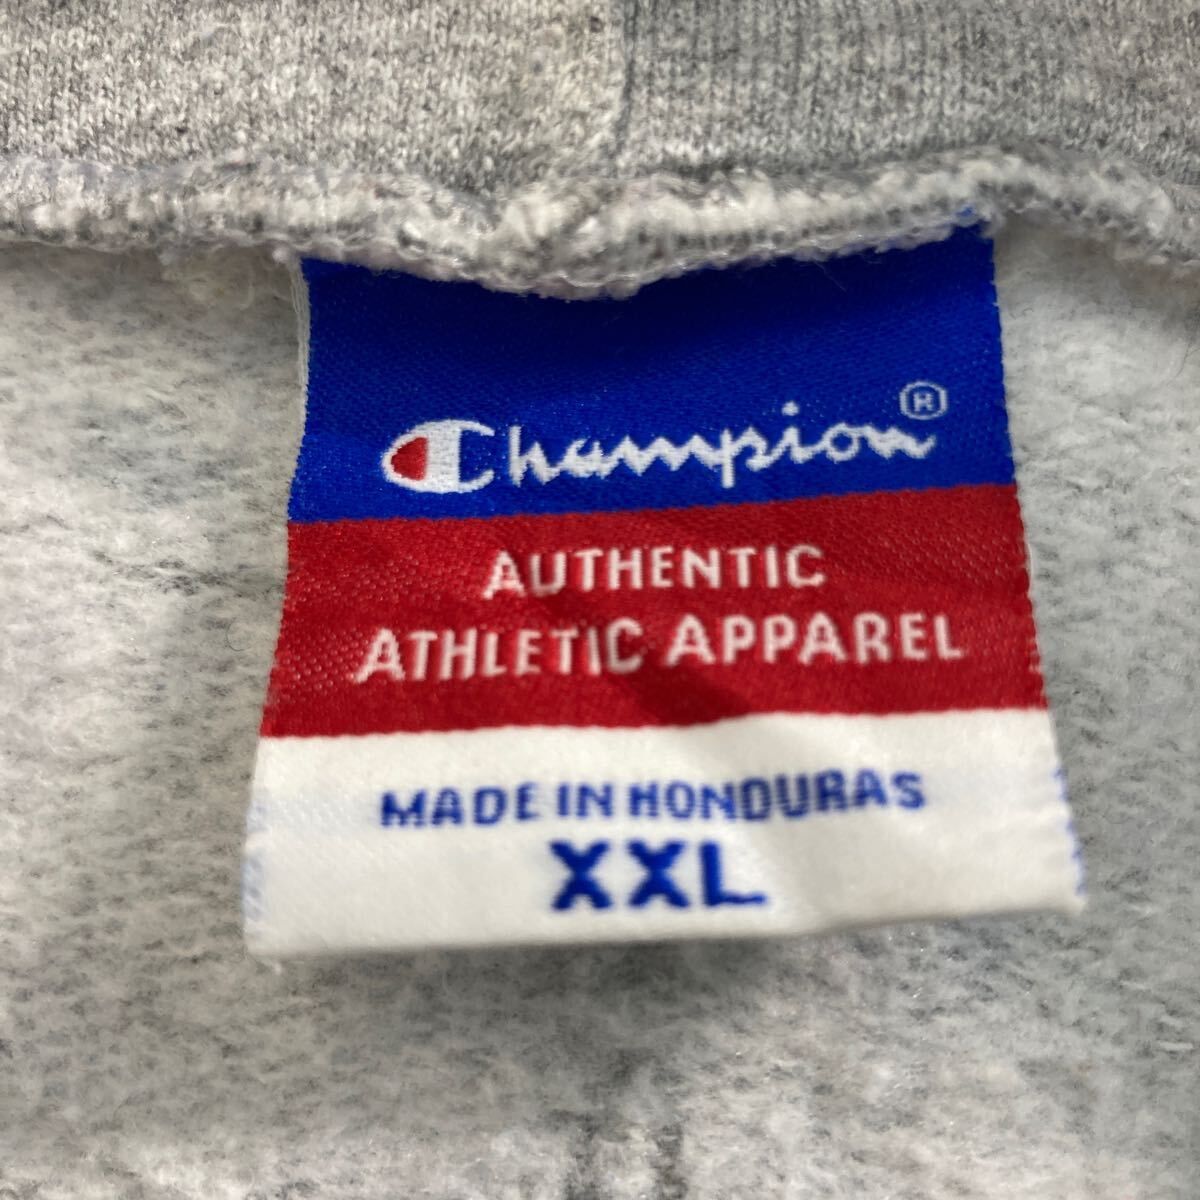 Champion®
AUTHENTIC
ATHLETIC APPAREL
MADE IN HONDURAS
XXL